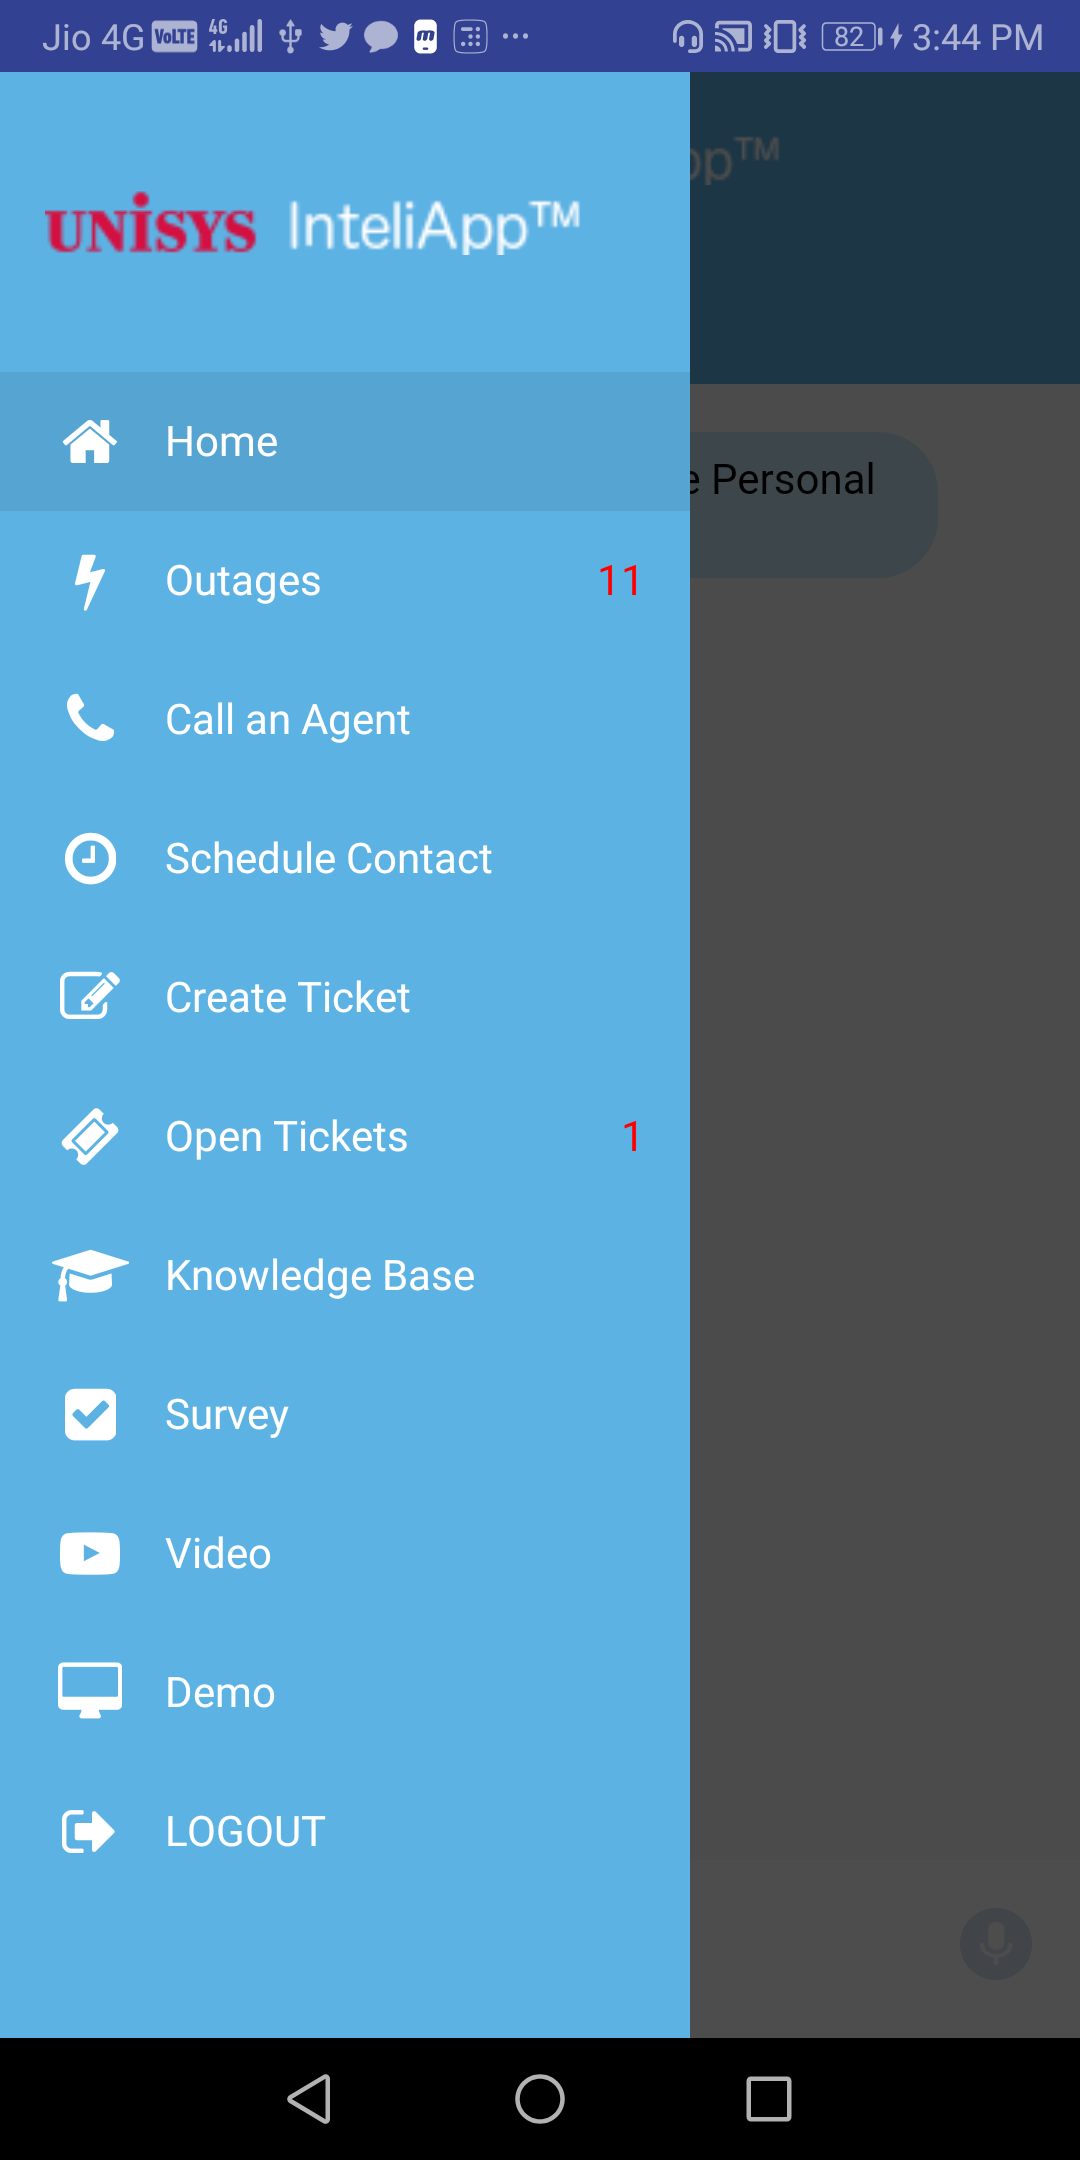 Jio 4G VoLTE 4G 82 3:44 PM
pp™
UNiSYS InteliApp™
Home
e Personal
Outages 11
Call an Agent
Schedule Contact
Create Ticket
Open Tickets 1
Knowledge Base
Survey
Video
Demo
LOGOUT